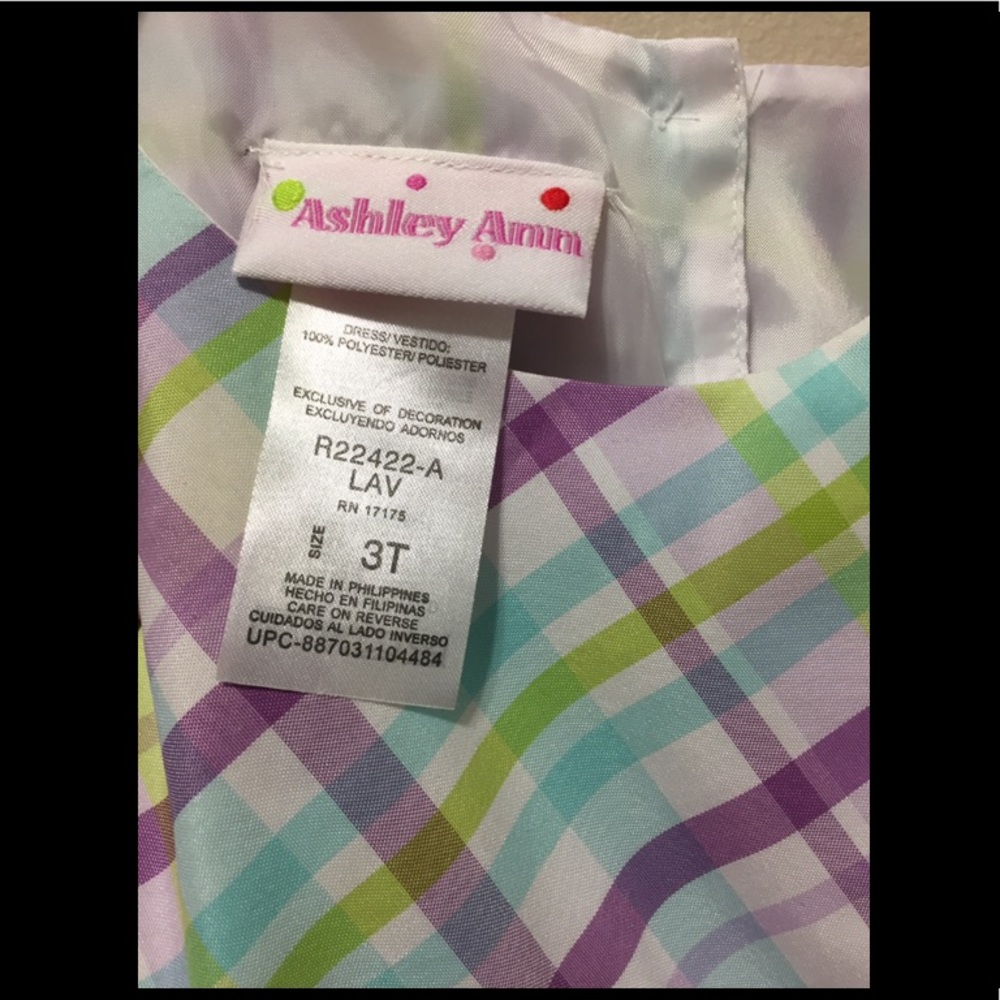 Ashley Ann
DRESS/VESTIDO:
100% POLYESTER/POLIESTER
EXCLUSIVE OF DECORATION
EXCLUYENDO ADORNOS
R22422-A
LAV
RN 17175
SIZE 3T
MADE IN PHILIPPINES
HECHO EN FILIPINAS
CARE ON REVERSE
CUIDADOS AL LADO INVERSO
UPC-887031104484